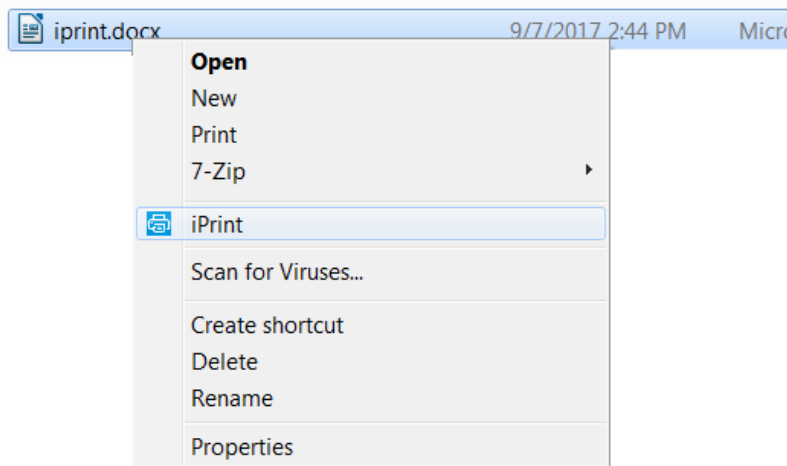 iprint.docx 9/7/2017 2:44 PM Micro
Open
New
Print
7-Zip
iPrint
Scan for Viruses...
Create shortcut
Delete
Rename
Properties